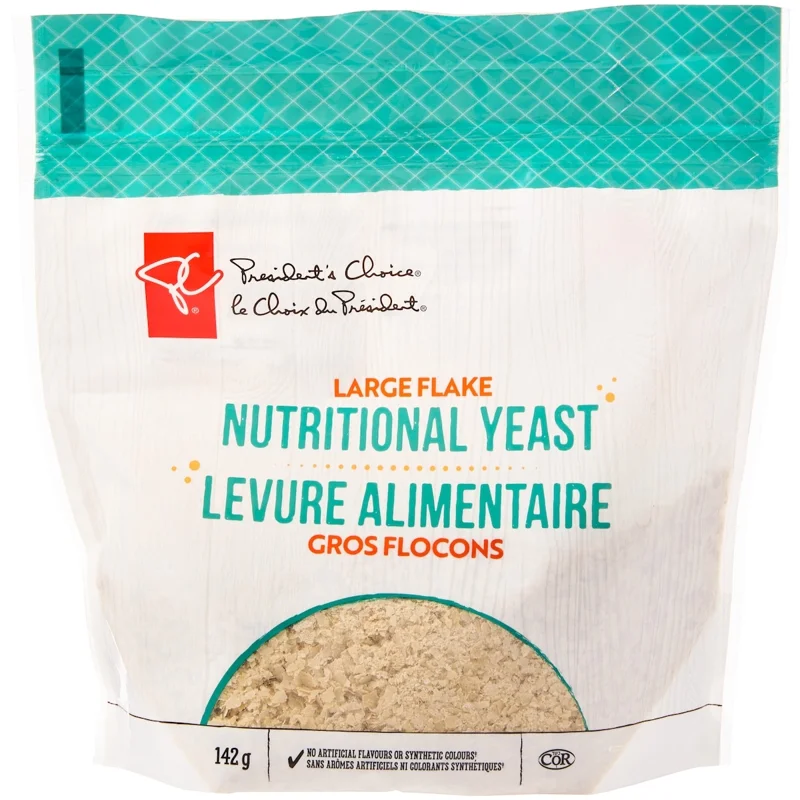 President's Choice®
le Choix du Président®
LARGE FLAKE
NUTRITIONAL YEAST
LEVURE ALIMENTAIRE
GROS FLOCONS
142 g
NO ARTIFICIAL FLAVOURS OR SYNTHETIC COLOURS†
SANS ARÔMES ARTIFICIELS NI COLORANTS SYNTHÉTIQUES†
COR